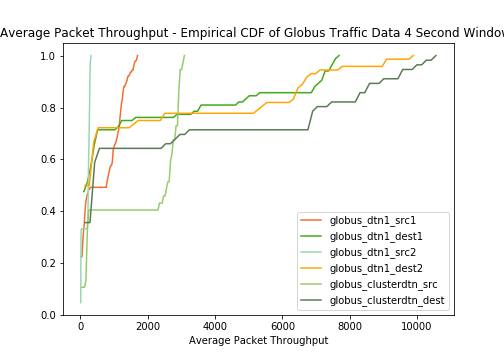 Average Packet Throughput - Empirical CDF of Globus Traffic Data 4 Second Window
1.0
0.8
0.6
0.4
0.2
0.0
globus_dtn1_src1
globus_dtn1_dest1
globus_dtn1_src2
globus_dtn1_dest2
globus_clusterdtn_src
globus_clusterdtn_dest
0 2000 4000 6000 8000 10000
Average Packet Throughput